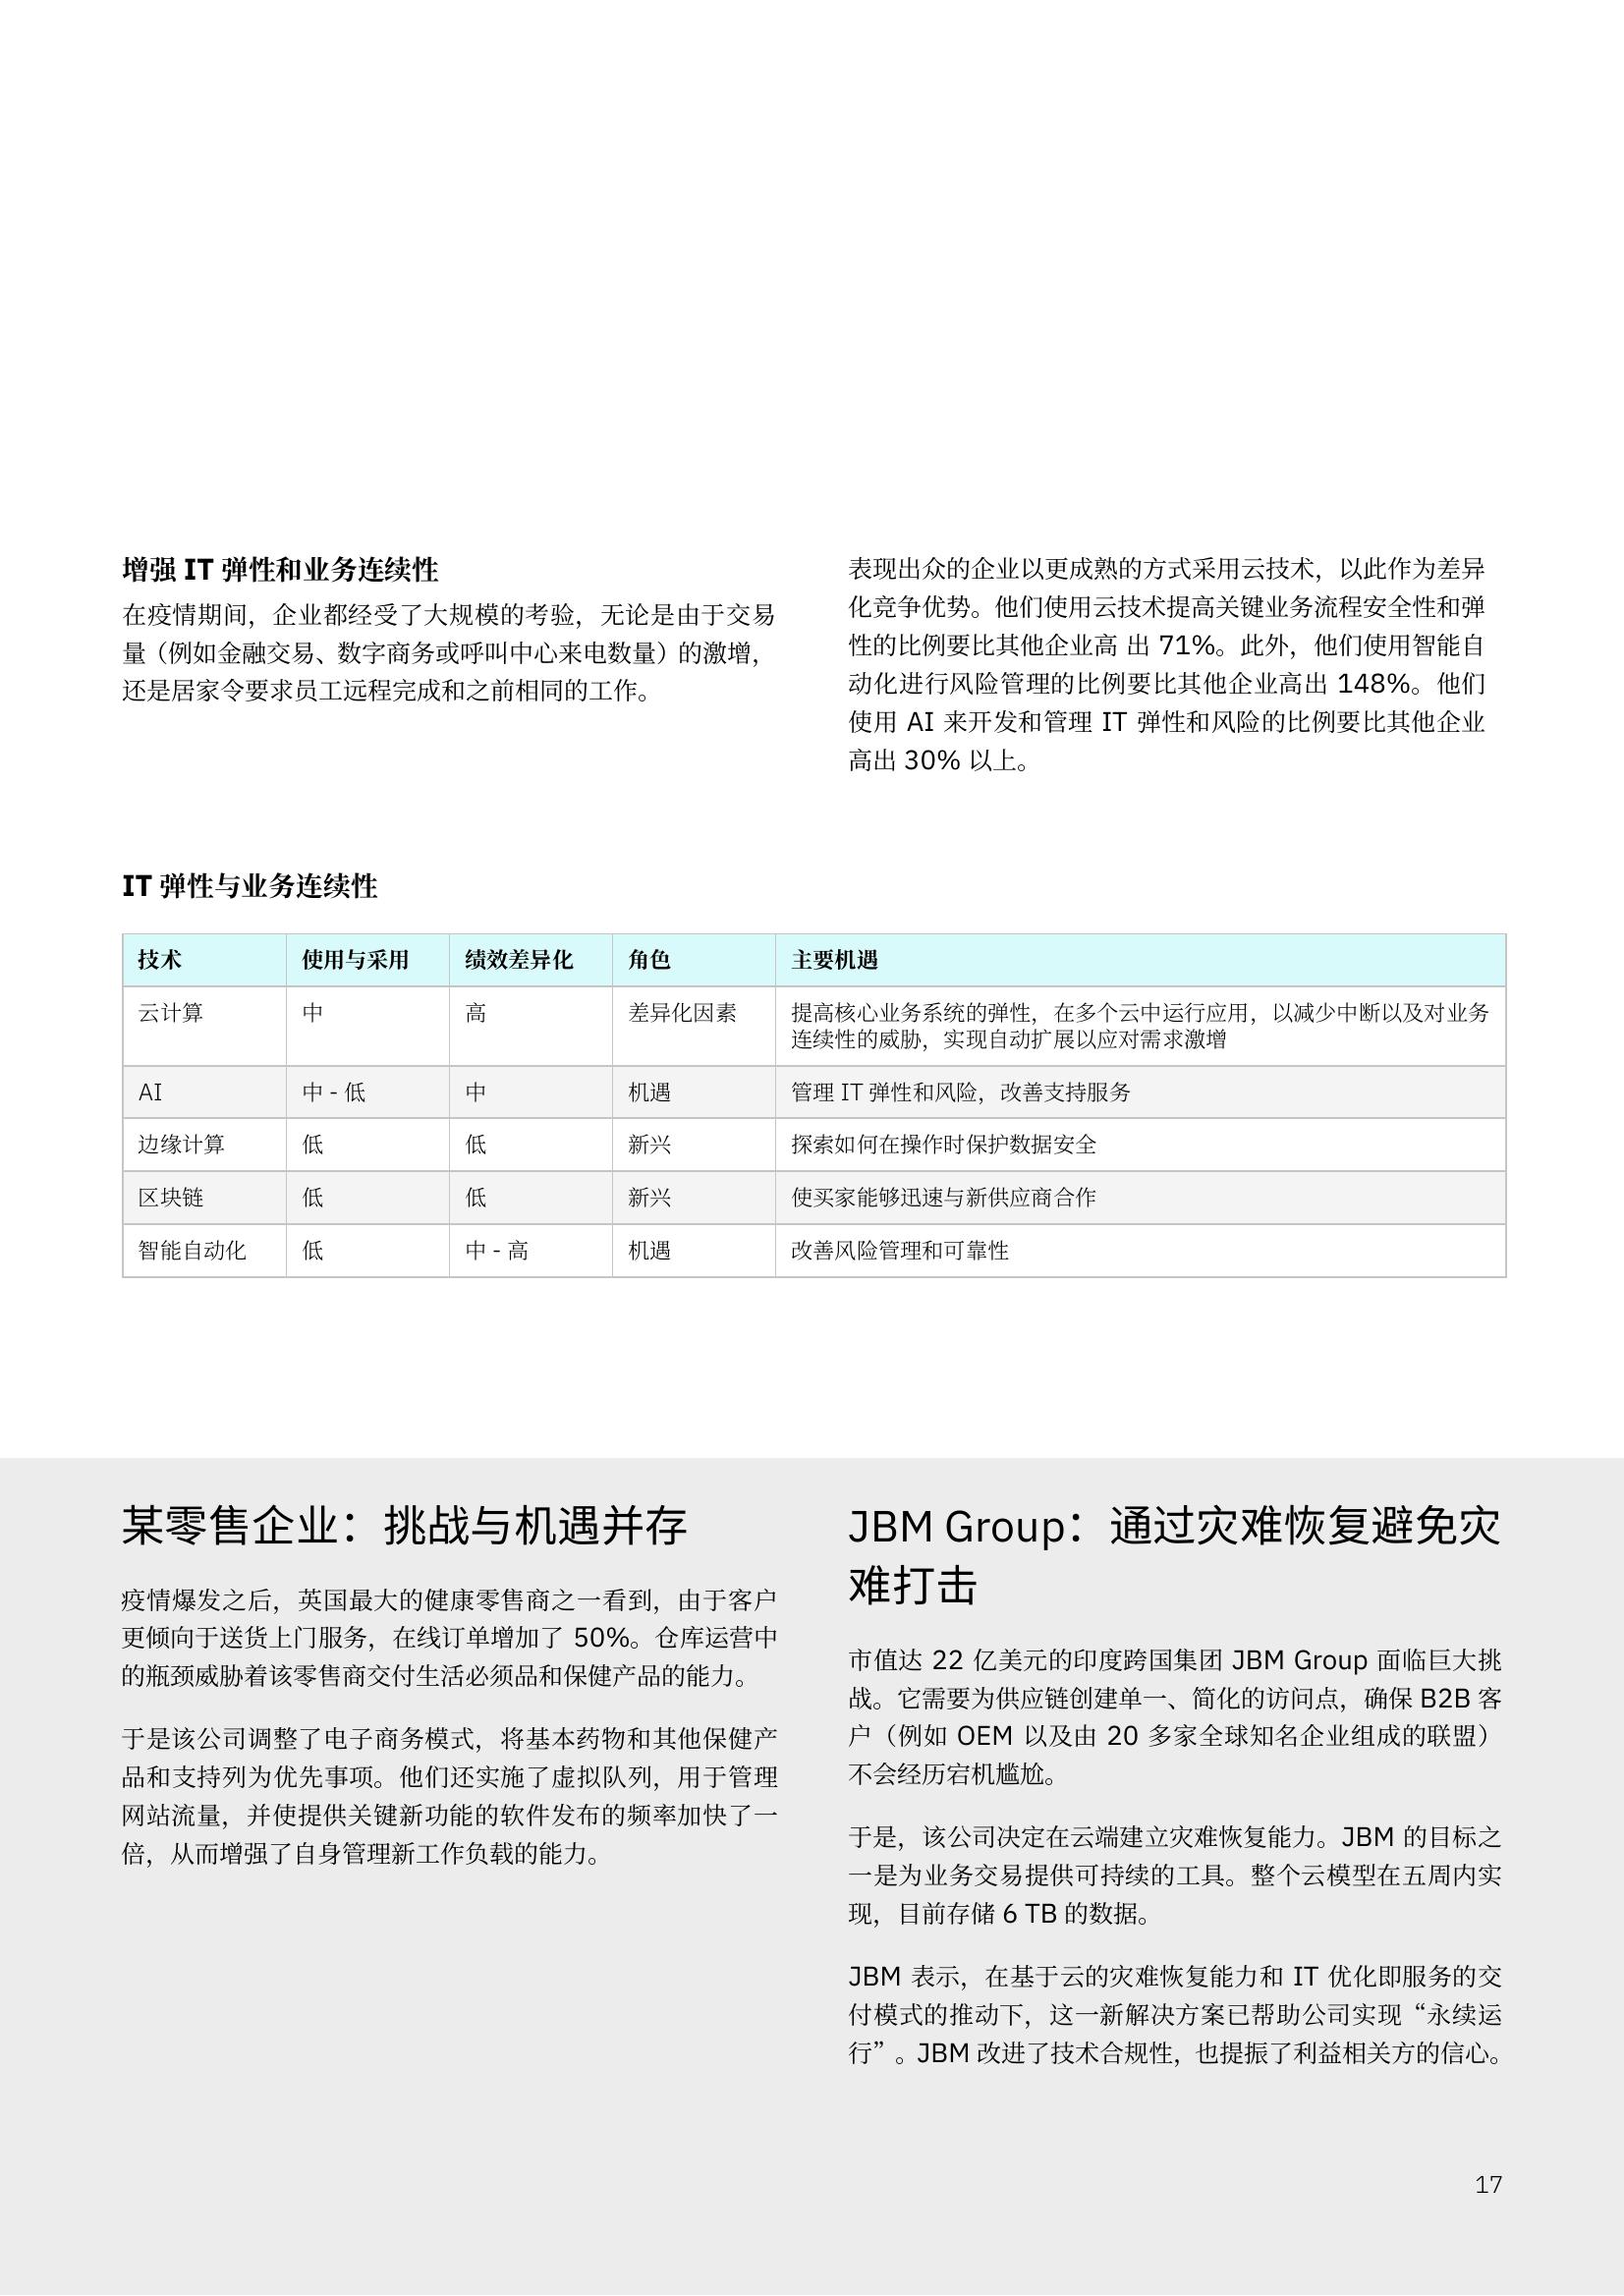 增强 IT 弹性和业务连续性
在疫情期间，企业都经受了大规模的考验，无论是由于交易
量（例如金融交易、数字商务或呼叫中心来电数量）的激增，
还是居家令要求员工远程完成和之前相同的工作。
表现出众的企业以更成熟的方式采用云技术，以此作为差异
化竞争优势。他们使用云技术提高关键业务流程安全性和弹
性的比例要比其他企业高 出 71%。此外，他们使用智能自
动化进行风险管理的比例要比其他企业高出 148%。他们
使用 AI 来开发和管理 IT 弹性和风险的比例要比其他企业
高出 30% 以上。
IT 弹性与业务连续性
技术 使用与采用 绩效差异化 角色 主要机遇
云计算 中 高 差异化因素 提高核心业务系统的弹性，在多个云中运行应用，以减少中断以及对业务
连续性的威胁，实现自动扩展以应对需求激增
AI 中 - 低 中 机遇 管理 IT 弹性和风险，改善支持服务
边缘计算 低 低 新兴 探索如何在操作时保护数据安全
区块链 低 低 新兴 使买家能够迅速与新供应商合作
智能自动化 低 中 - 高 机遇 改善风险管理和可靠性
某零售企业：挑战与机遇并存
疫情爆发之后，英国最大的健康零售商之一看到，由于客户
更倾向于送货上门服务，在线订单增加了 50%。仓库运营中
的瓶颈威胁着该零售商交付生活必须品和保健产品的能力。
于是该公司调整了电子商务模式，将基本药物和其他保健产
品和支持列为优先事项。他们还实施了虚拟队列，用于管理
网站流量，并使提供关键新功能的软件发布的频率加快了一
倍，从而增强了自身管理新工作负载的能力。
JBM Group：通过灾难恢复避免灾
难打击
市值达 22 亿美元的印度跨国集团 JBM Group 面临巨大挑
战。它需要为供应链创建单一、简化的访问点，确保 B2B 客
户（例如 OEM 以及由 20 多家全球知名企业组成的联盟）
不会经历宕机尴尬。
于是，该公司决定在云端建立灾难恢复能力。JBM 的目标之
一是为业务交易提供可持续的工具。整个云模型在五周内实
现，目前存储 6 TB 的数据。
JBM 表示，在基于云的灾难恢复能力和 IT 优化即服务的交
付模式的推动下，这一新解决方案已帮助公司实现“永续运
行”。JBM 改进了技术合规性，也提振了利益相关方的信心。
17